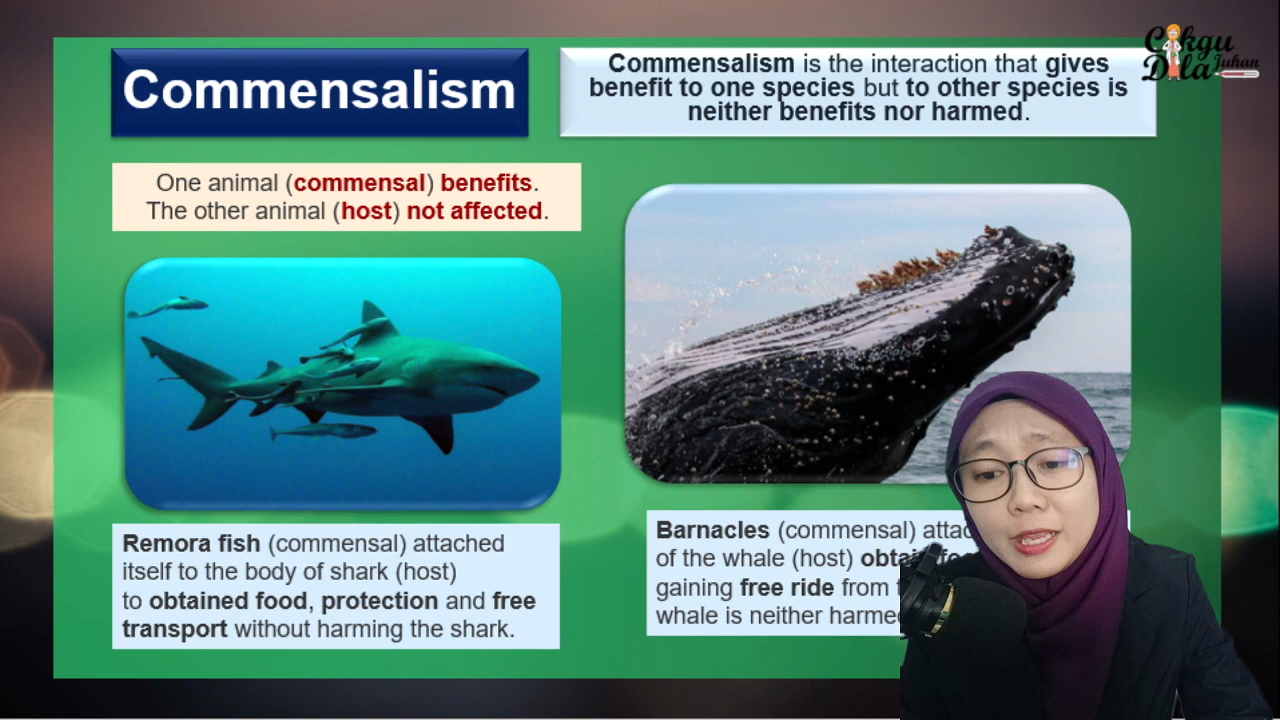 Commensalism
Commensalism is the interaction that gives
benefit to one species but to other species is
neither benefits nor harmed.
Cikgu
Dila Juhan
One animal (commensal) benefits.
The other animal (host) not affected.
Remora fish (commensal) attached
itself to the body of shark (host)
to obtained food, protection and free
transport without harming the shark.
Barnacles (commensal)
of the whale (host)
gaining free ride from
whale is neither